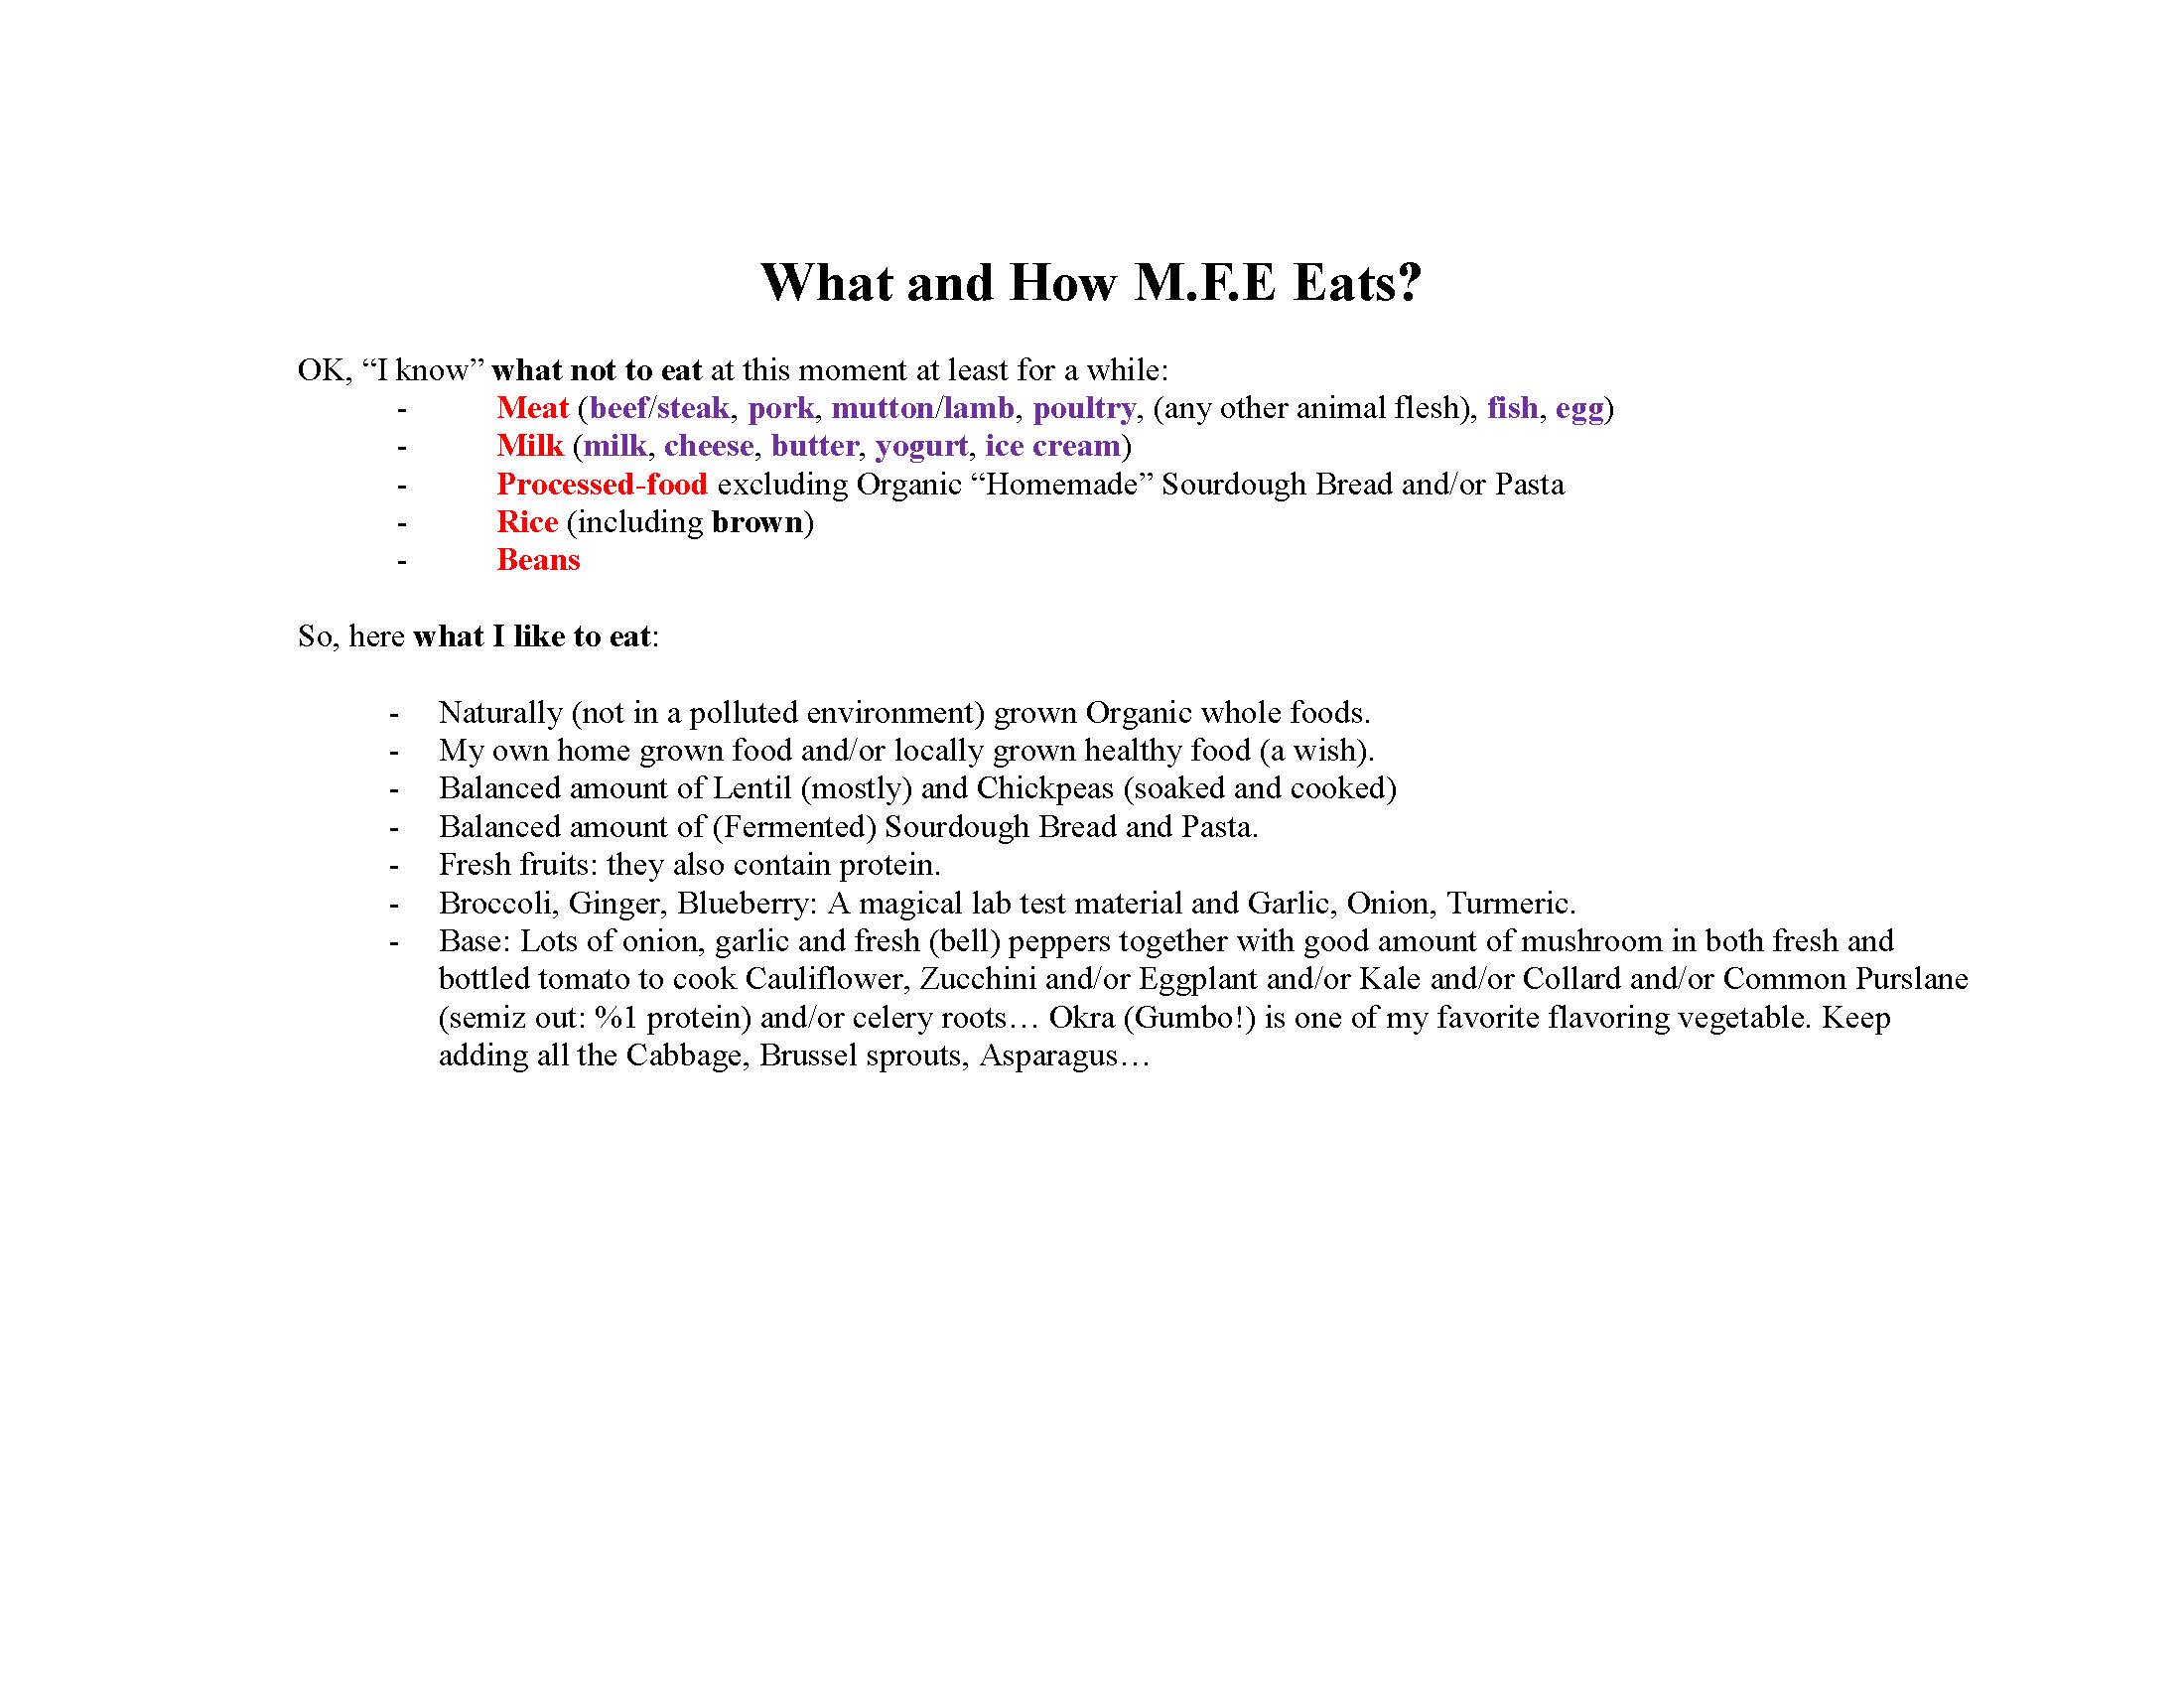 What and How M.F.E Eats?
OK, “I know” what not to eat at this moment at least for a while:
- Meat (beef/steak, pork, mutton/lamb, poultry, (any other animal flesh), fish, egg)
- Milk (milk, cheese, butter, yogurt, ice cream)
- Processed-food excluding Organic “Homemade” Sourdough Bread and/or Pasta
- Rice (including brown)
- Beans
So, here what I like to eat:
- Naturally (not in a polluted environment) grown Organic whole foods.
- My own home grown food and/or locally grown healthy food (a wish).
- Balanced amount of Lentil (mostly) and Chickpeas (soaked and cooked)
- Balanced amount of (Fermented) Sourdough Bread and Pasta.
- Fresh fruits: they also contain protein.
- Broccoli, Ginger, Blueberry: A magical lab test material and Garlic, Onion, Turmeric.
- Base: Lots of onion, garlic and fresh (bell) peppers together with good amount of mushroom in both fresh and
bottled tomato to cook Cauliflower, Zucchini and/or Eggplant and/or Kale and/or Collard and/or Common Purslane
(semiz out: %1 protein) and/or celery roots… Okra (Gumbo!) is one of my favorite flavoring vegetable. Keep
adding all the Cabbage, Brussel sprouts, Asparagus…